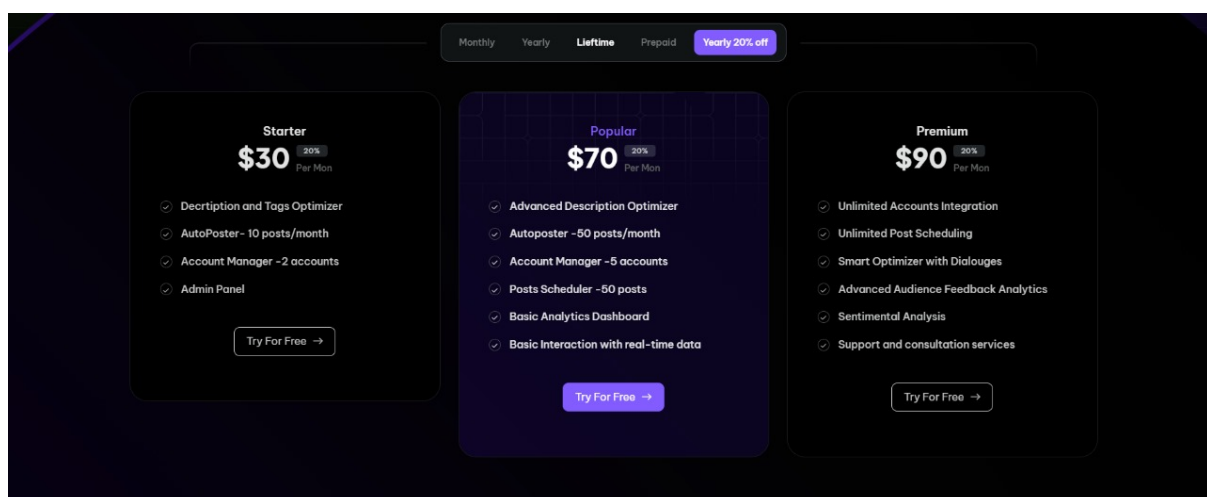 Monthly Yearly Lieftime Prepaid Yearly 20% off
Starter
$30 20%
Per Mon
Decrtiption and Tags Optimizer
AutoPoster- 10 posts/month
Account Manager -2 accounts
Admin Panel
Try For Free →
Popular
$70 20%
Per Mon
Advanced Description Optimizer
Autoposter -50 posts/month
Account Manager -5 accounts
Posts Scheduler -50 posts
Basic Analytics Dashboard
Basic Interaction with real-time data
Try For Free →
Premium
$90 20%
Per Mon
Unlimited Accounts Integration
Unlimited Post Scheduling
Smart Optimizer with Dialouges
Advanced Audience Feedback Analytics
Sentimental Analysis
Support and consultation services
Try For Free →